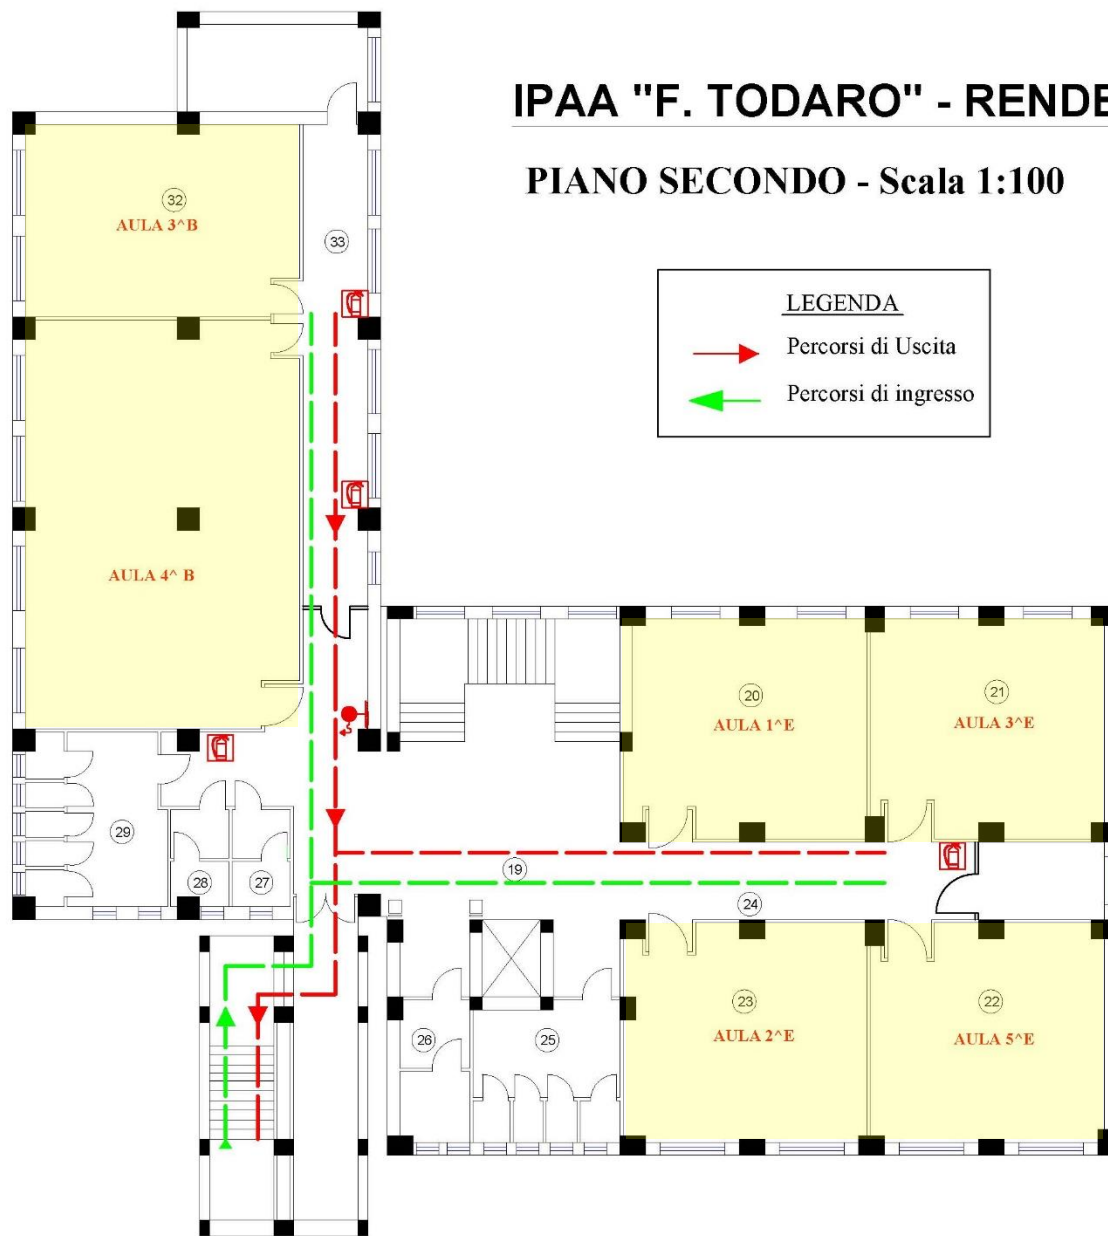 IPAA "F. TODARO" - RENDE
PIANO SECONDO - Scala 1:100
LEGENDA
Percorsi di Uscita
Percorsi di ingresso
32
AULA 3^B
33
AULA 4^ B
20
AULA 1^E
21
AULA 3^E
29
28
27
19
24
23
AULA 2^E
22
AULA 5^E
26
25